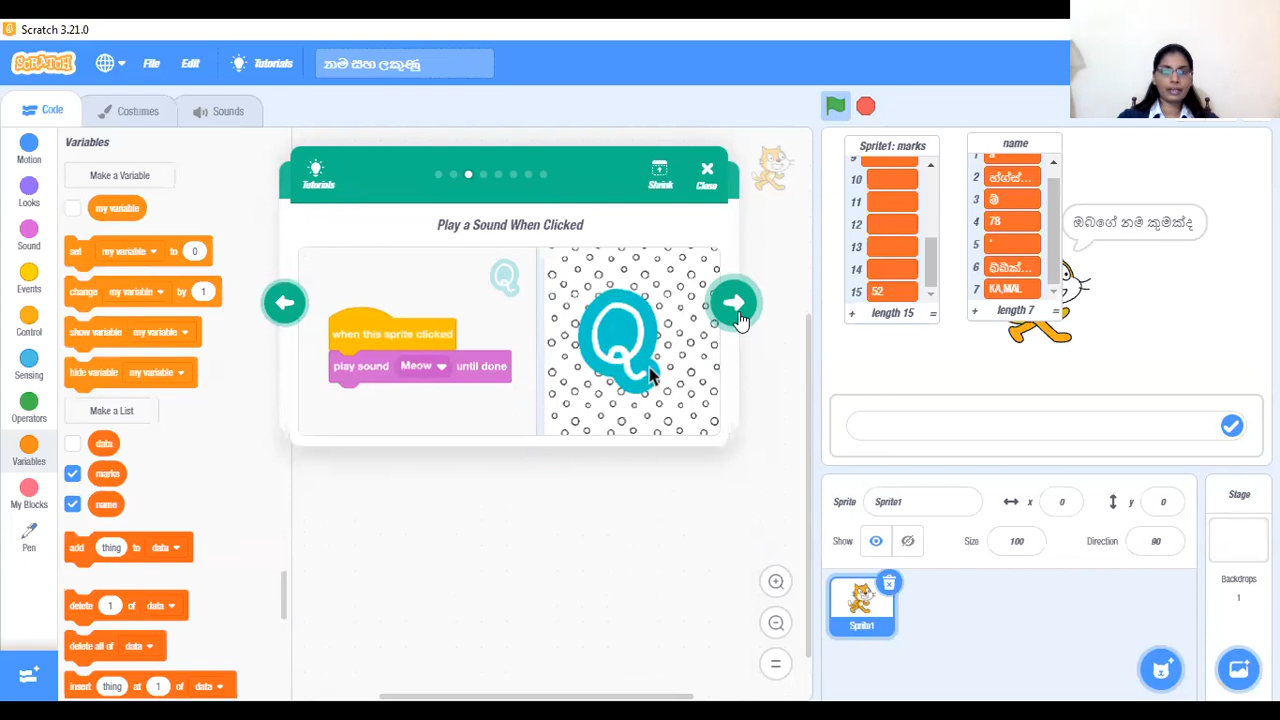 Scratch 3.21.0
SCRATCH
File
Edit
Tutorials
නම සහ ලකුණු
Code
Costumes
Sounds
Motion
Looks
Sound
Events
Control
Sensing
Operators
Variables
My Blocks
Pen
Variables
Make a Variable
my variable
set my variable to 0
change my variable by 1
show variable my variable
hide variable my variable
Make a List
data
marks
name
add thing to data
delete 1 of data
delete all of data
insert thing at 1 of data
Tutorials
Shrink
Close
Play a Sound When Clicked
Q
when this sprite clicked
play sound Meow until done
Q
Sprite1: marks
10
11
12
13
14
15 52
+ length 15 =
name
1
2
3
4 78
5
6
7 KA,MAL
+ length 7 =
ඔබගේ නම කුමක්ද
Sprite Sprite1
x 0
y 0
Show
Size 100
Direction 90
Sprite1
Stage
Backdrops
1